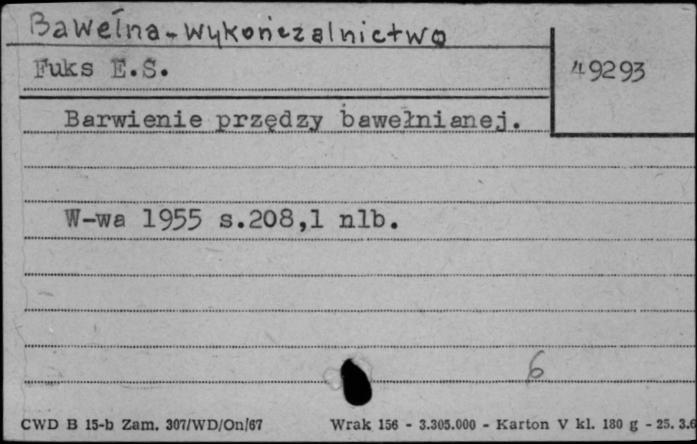 Bawełna-wykończalnictwo
Fuks E.S.
49293
Barwienie przędzy bawełnianej.
W-wa 1955 s.208,1 nlb.
6
CWD B 15-b Zam. 307/WD/On/67 Wrak 156 - 3.305.000 - Karton V kl. 180 g - 25.3.6